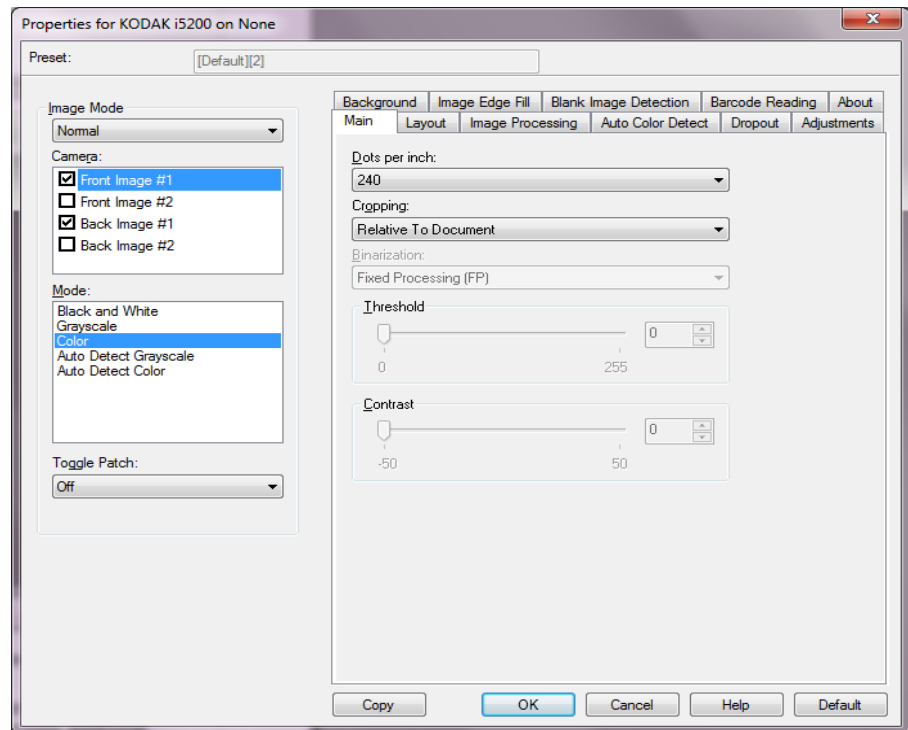 Properties for KODAK i5200 on None
Preset:
[Default][2]
Image Mode
Normal
Camera:
Front Image #1
Front Image #2
Back Image #1
Back Image #2
Mode:
Black and White
Grayscale
Color
Auto Detect Grayscale
Auto Detect Color
Toggle Patch:
Off
Background Image Edge Fill Blank Image Detection Barcode Reading About
Main Layout Image Processing Auto Color Detect Dropout Adjustments
Dots per inch:
240
Cropping:
Relative To Document
Binarization:
Fixed Processing (FP)
Threshold
0
0 255
Contrast
0
-50 50
Copy OK Cancel Help Default